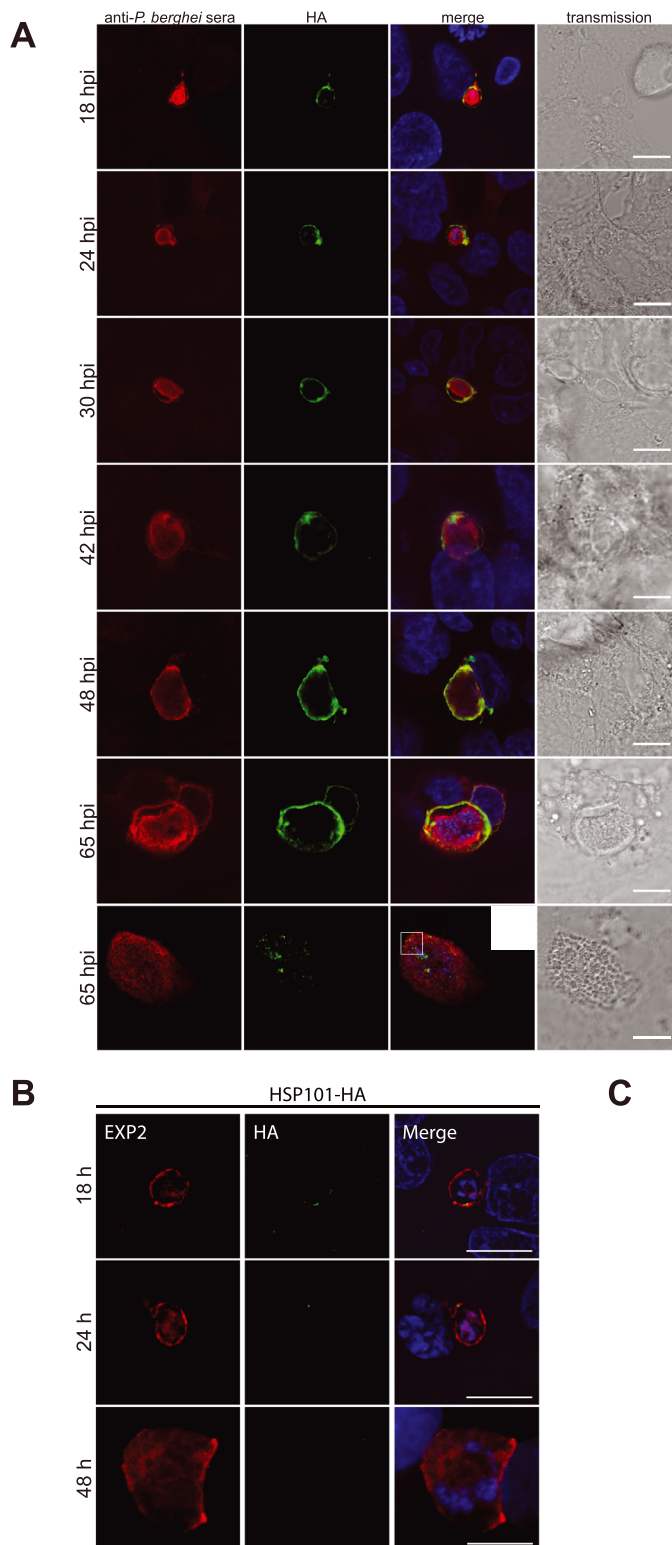 A
anti-P. berghei sera HA merge transmission
18 hpi
24 hpi
30 hpi
42 hpi
48 hpi
65 hpi
65 hpi
B C
HSP101-HA
EXP2 HA Merge
18 h
24 h
48 h